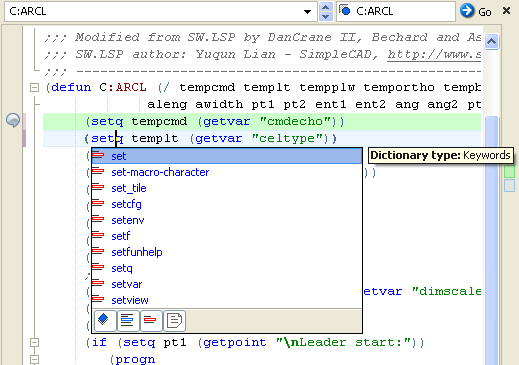 C:ARCL C:ARCL Go
;;; Modified from SW.LSP by DanCrane II, Bechard and As
;;; SW.LSP author: Yuqun Lian - SimpleCAD, http://www.s
;;; ---------------------------------------------------
(defun C:ARCL (/ tempcmd templt tempplw temportho
aleng awidth pt1 pt2 ent1 ent2 ang ang2 pt
(setq tempcmd (getvar "cmdecho"))
(setq templt (getvar "celtype"))
set
Dictionary type: Keywords
set-macro-character
))
set_tile
setcfg
setenv
setf
setfunhelp
setq
setvar
etvar "dimscale
setview
(if (setq pt1 (getpoint "\nLeader start:"))
(progn